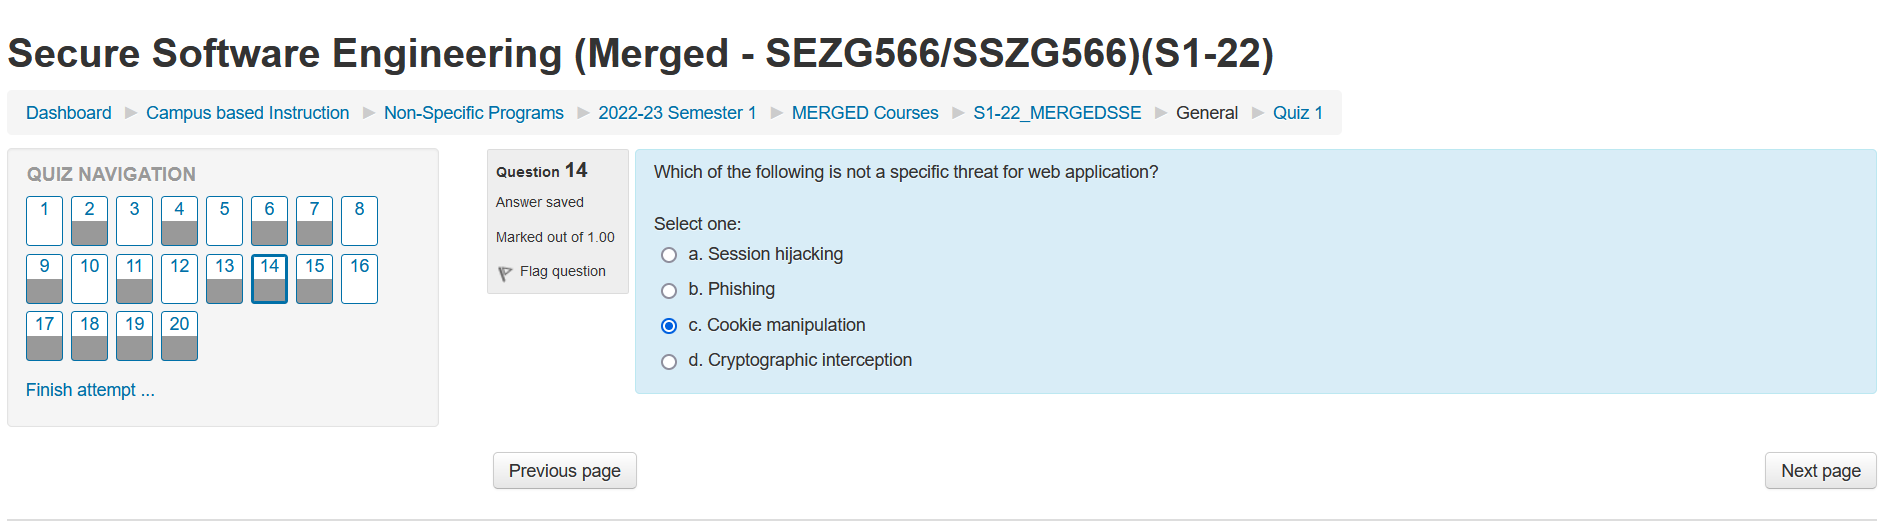 Secure Software Engineering (Merged - SEZG566/SSZG566)(S1-22)
Dashboard Campus based Instruction Non-Specific Programs 2022-23 Semester 1 MERGED Courses S1-22_MERGEDSSE General Quiz 1
QUIZ NAVIGATION
1 2 3 4 5 6 7 8
9 10 11 12 13 14 15 16
17 18 19 20
Finish attempt ...
Question 14
Answer saved
Marked out of 1.00
Flag question
Which of the following is not a specific threat for web application?
Select one:
a. Session hijacking
b. Phishing
c. Cookie manipulation
d. Cryptographic interception
Previous page
Next page